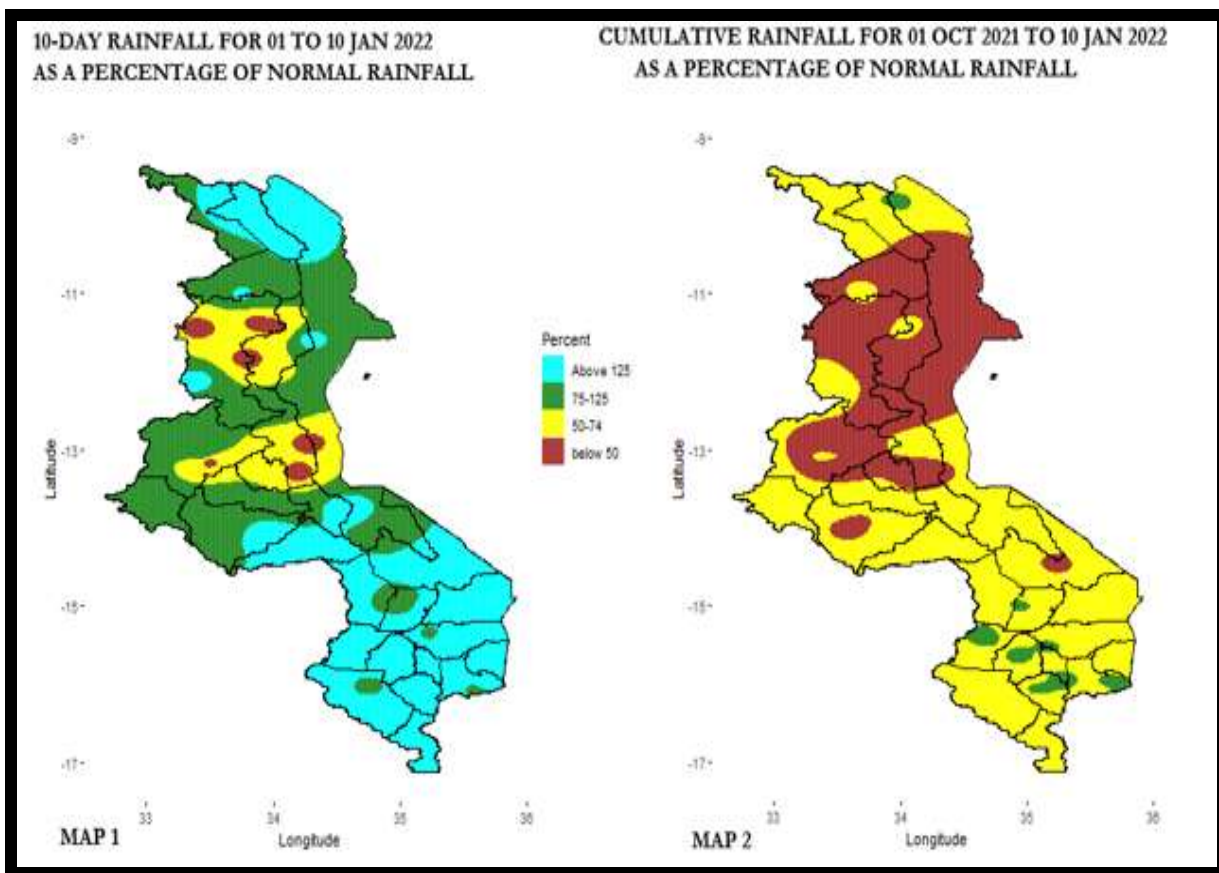 10-DAY RAINFALL FOR 01 TO 10 JAN 2022
AS A PERCENTAGE OF NORMAL RAINFALL
CUMULATIVE RAINFALL FOR 01 OCT 2021 TO 10 JAN 2022
AS A PERCENTAGE OF NORMAL RAINFALL
-9
-11
-13
-15
-17
Latitude
33
34
35
36
Longitude
MAP 1
Percent
Above 125
75-125
50-74
below 50
-9
-11
-13
-15
-17
Latitude
33
34
35
36
Longitude
MAP 2